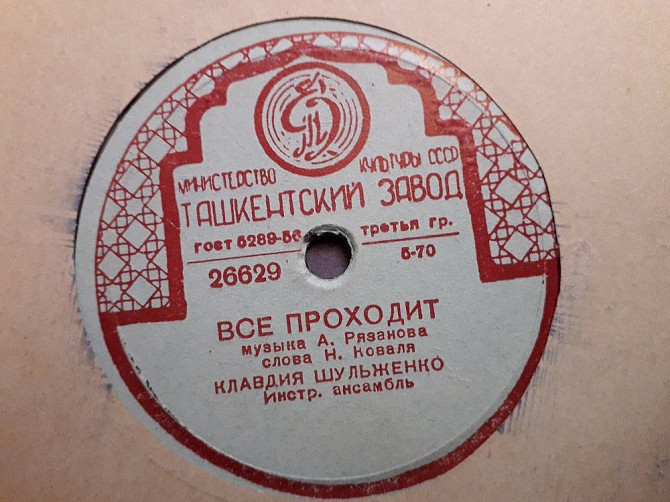 МИНИСТЕРСТВО КУЛЬТУРЫ СССР
ТАШКЕНТСКИЙ ЗАВОД
гост 5289-56 третья гр.
26629 5-70
ВСЕ ПРОХОДИТ
музыка А. Рязанова
слова Н. Коваля
КЛАВДИЯ ШУЛЬЖЕНКО
Инстр. ансамбль